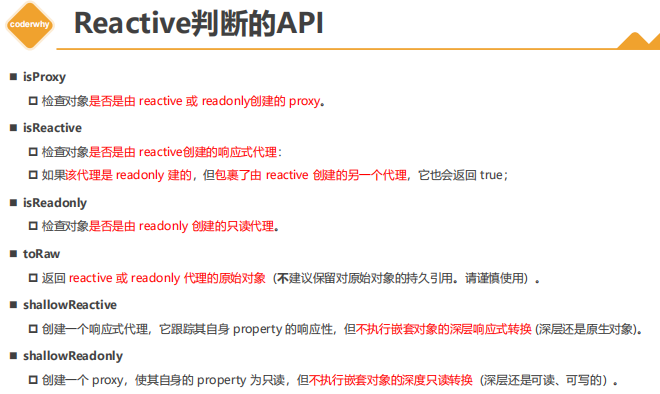 coderwhy
Reactive判断的API
isProxy
检查对象是否是由 reactive 或 readonly创建的 proxy。
isReactive
检查对象是否是由 reactive创建的响应式代理：
如果该代理是 readonly 建的，但包裹了由 reactive 创建的另一个代理，它也会返回 true；
isReadonly
检查对象是否是由 readonly 创建的只读代理。
toRaw
返回 reactive 或 readonly 代理的原始对象（不建议保留对原始对象的持久引用。请谨慎使用）。
shallowReactive
创建一个响应式代理，它跟踪其自身 property 的响应性，但不执行嵌套对象的深层响应式转换 (深层还是原生对象)。
shallowReadonly
创建一个 proxy，使其自身的 property 为只读，但不执行嵌套对象的深度只读转换（深层还是可读、可写的）。